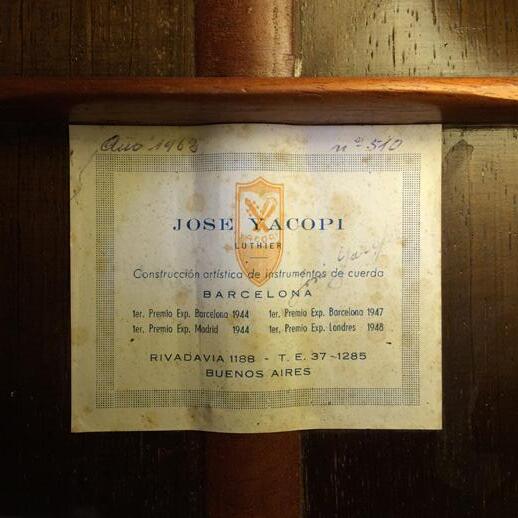 Año 1963 nº 510
JOSE YACOPI
LUTHIER
Construcción artística de instrumentos de cuerda
BARCELONA
1er. Premio Exp. Barcelona 1944 1er. Premio Exp. Barcelona 1947
1er. Premio Exp. Madrid 1944 1er. Premio Exp. Londres 1948
RIVADAVIA 1188 - T. E. 37-1285
BUENOS AIRES